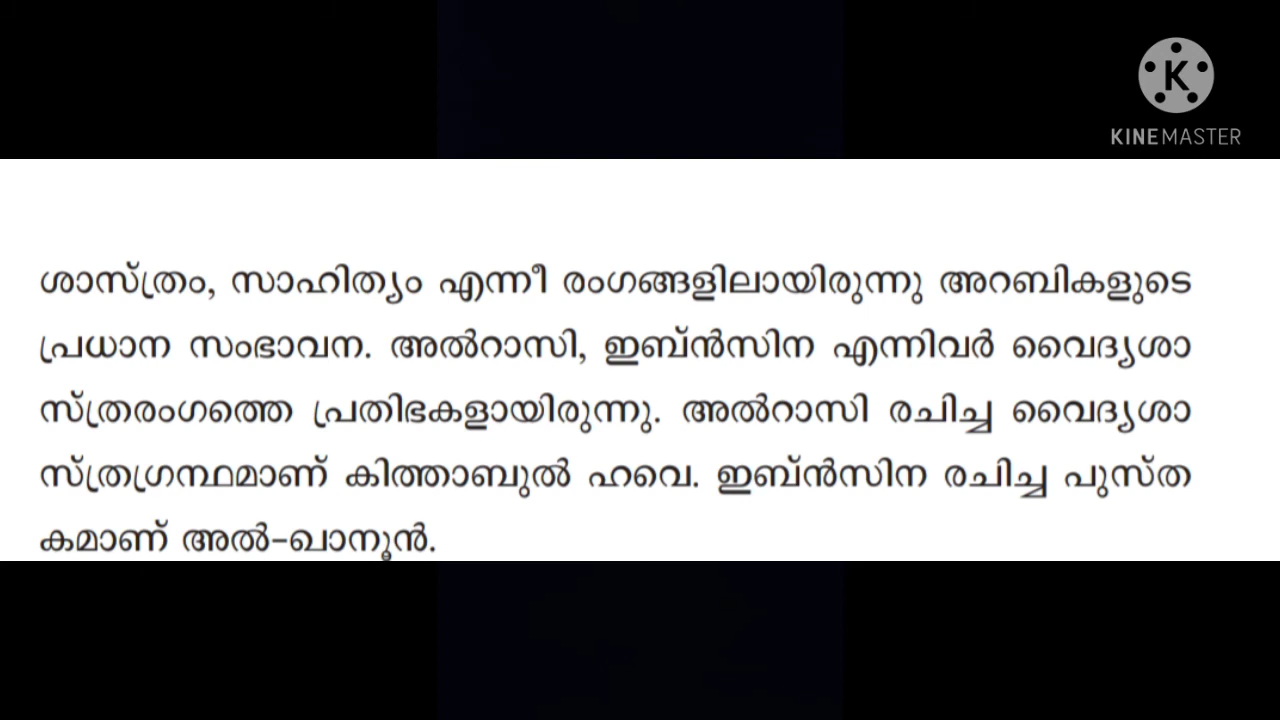 KINEMASTER
ശാസ്ത്രം, സാഹിത്യം എന്നീ രംഗങ്ങളിലായിരുന്നു അറബികളുടെ
പ്രധാന സംഭാവന. അൽറാസി, ഇബ്ൻസിന എന്നിവർ വൈദ്യശാ
സ്ത്രരംഗത്തെ പ്രതിഭകളായിരുന്നു. അൽറാസി രചിച്ച വൈദ്യശാ
സ്ത്രഗ്രന്ഥമാണ് കിത്താബുൽ ഹവെ. ഇബ്ൻസിന രചിച്ച പുസ്ത
കമാണ് അൽ-ഖാനൂൻ.